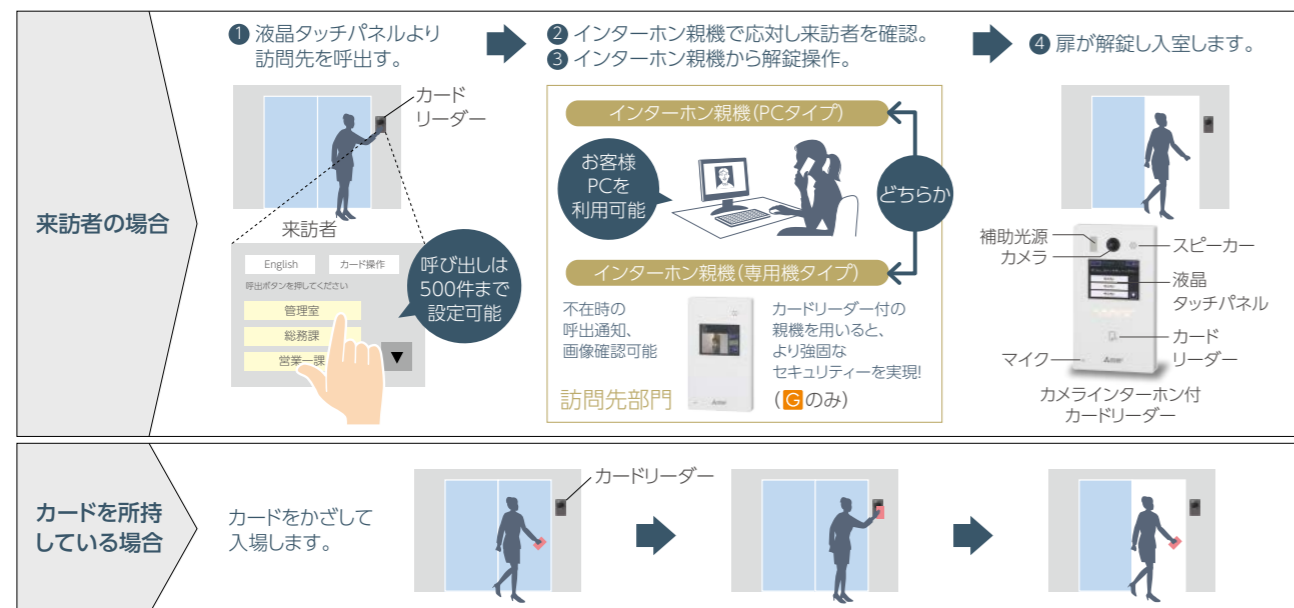 来訪者の場合
❶ 液晶タッチパネルより
訪問先を呼出す。
カード
リーダー
来訪者
English
カード操作
呼出ボタンを押してください
管理室
総務課
営業一課
▼
呼び出しは
500件まで
設定可能
❷ インターホン親機で応対し来訪者を確認。
❸ インターホン親機から解錠操作。
インターホン親機(PCタイプ)
お客様
PCを
利用可能
どちらか
インターホン親機(専用機タイプ)
不在時の
呼出通知、
画像確認可能
訪問先部門
カードリーダー付の
親機を用いると、
より強固な
セキュリティーを実現!
(Gのみ)
❹ 扉が解錠し入室します。
補助光源
カメラ
マイク
スピーカー
液晶
タッチパネル
カード
リーダー
カメラインターホン付
カードリーダー
カードを所持
している場合
カードをかざして
入場します。
カードリーダー